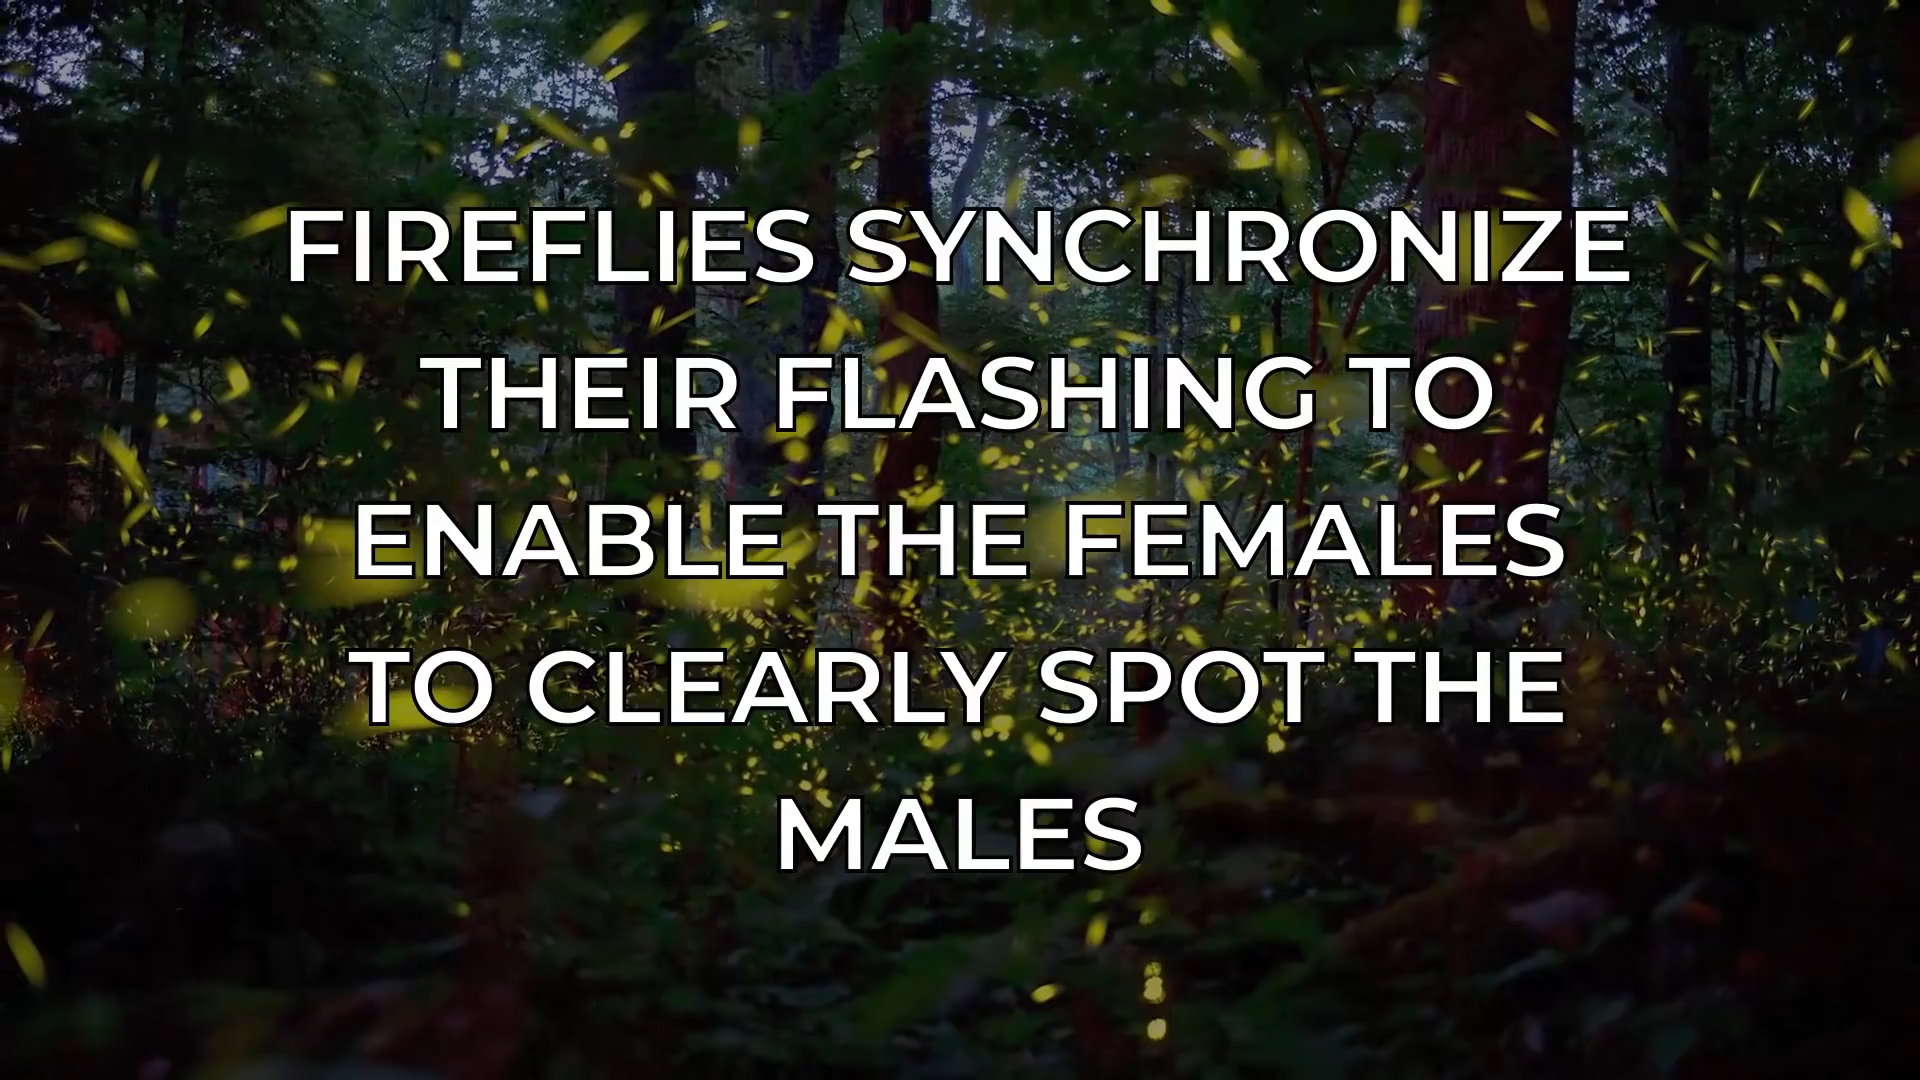 FIREFLIES SYNCHRONIZE
THEIR FLASHING TO
ENABLE THE FEMALES
TO CLEARLY SPOT THE
MALES